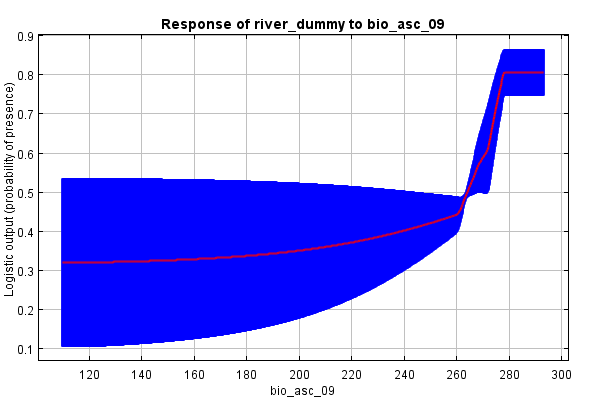 Response of river_dummy to bio_asc_09
Logistic output (probability of presence)
0.9
0.8
0.7
0.6
0.5
0.4
0.3
0.2
0.1
120 140 160 180 200 220 240 260 280 300
bio_asc_09